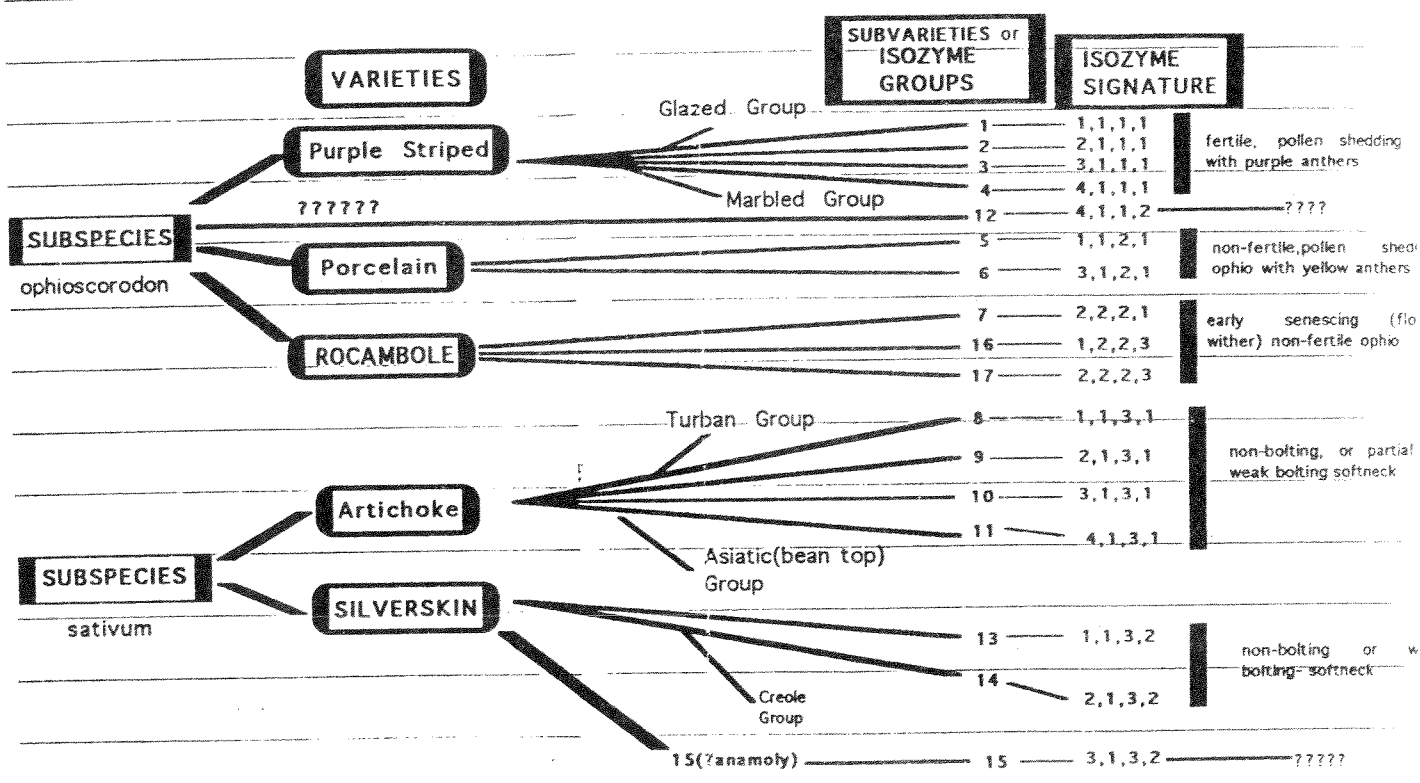 SUBVARIETIES or
ISOZYME
GROUPS
ISOZYME
SIGNATURE
VARIETIES
Glazed Group
Purple Striped
Marbled Group
1 1,1,1,1
2 2,1,1,1
3 3,1,1,1
4 4,1,1,1
fertile, pollen shedding
with purple anthers
??????
12 4,1,1,2 ????
SUBSPECIES
ophioscorodon
Porcelain
5 1,1,2,1
6 3,1,2,1
non-fertile,pollen
ophio with yellow anthers
ROCAMBOLE
7 2,2,2,1
16 1,2,2,3
17 2,2,2,3
early senescing
wither) non-fertile ophio
Turban Group
8 1,1,3,1
9 2,1,3,1
10 3,1,3,1
11 4,1,3,1
non-bolting, or partial
weak bolting softneck
Artichoke
Asiatic(bean top)
Group
SUBSPECIES
sativum
SILVERSKIN
13 1,1,3,2
14 2,1,3,2
non-bolting or
bolting- softneck
Creole
Group
15(?anamoly) 15 3,1,3,2 ?????